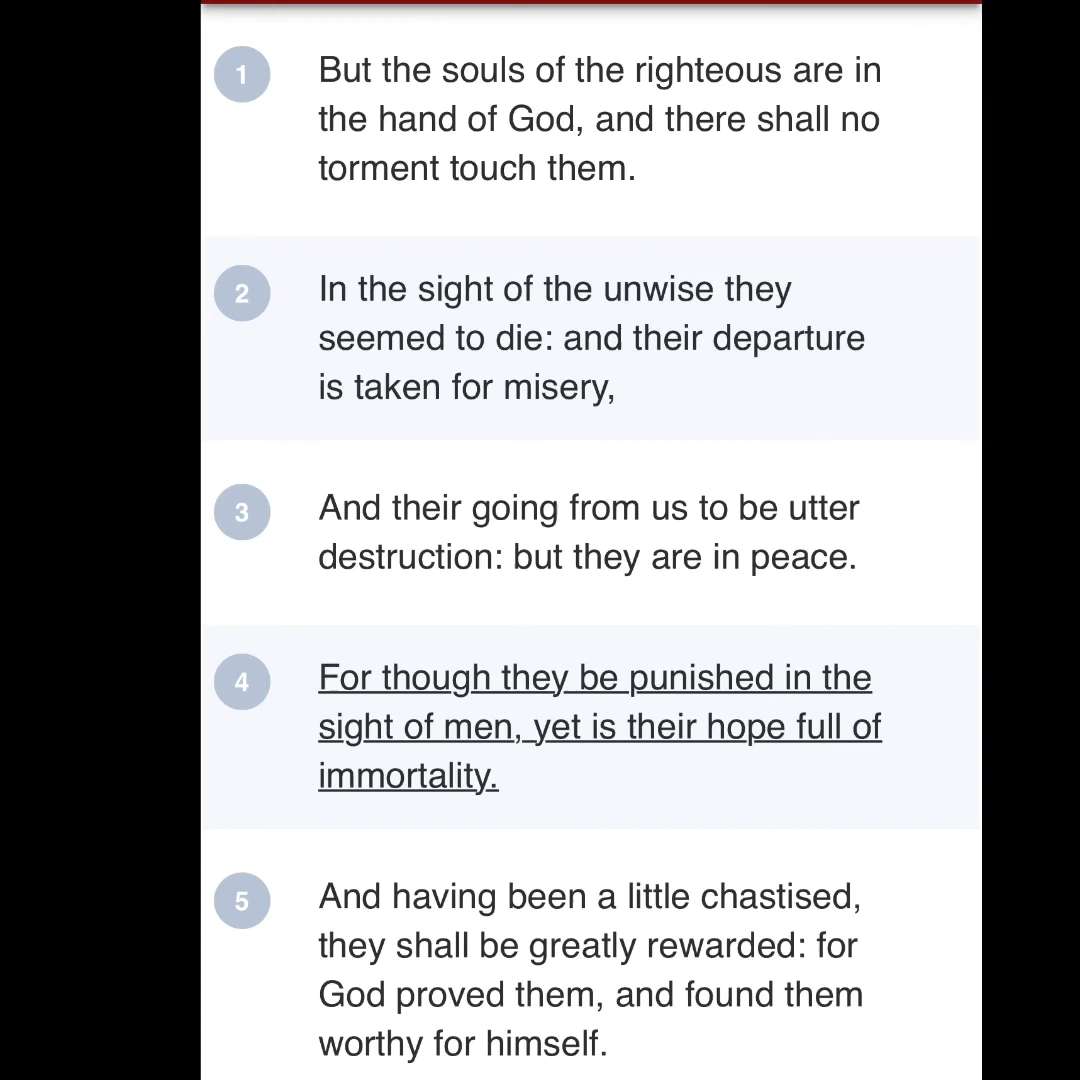 1 But the souls of the righteous are in
the hand of God, and there shall no
torment touch them.
2 In the sight of the unwise they
seemed to die: and their departure
is taken for misery,
3 And their going from us to be utter
destruction: but they are in peace.
4 For though they be punished in the
sight of men, yet is their hope full of
immortality.
5 And having been a little chastised,
they shall be greatly rewarded: for
God proved them, and found them
worthy for himself.